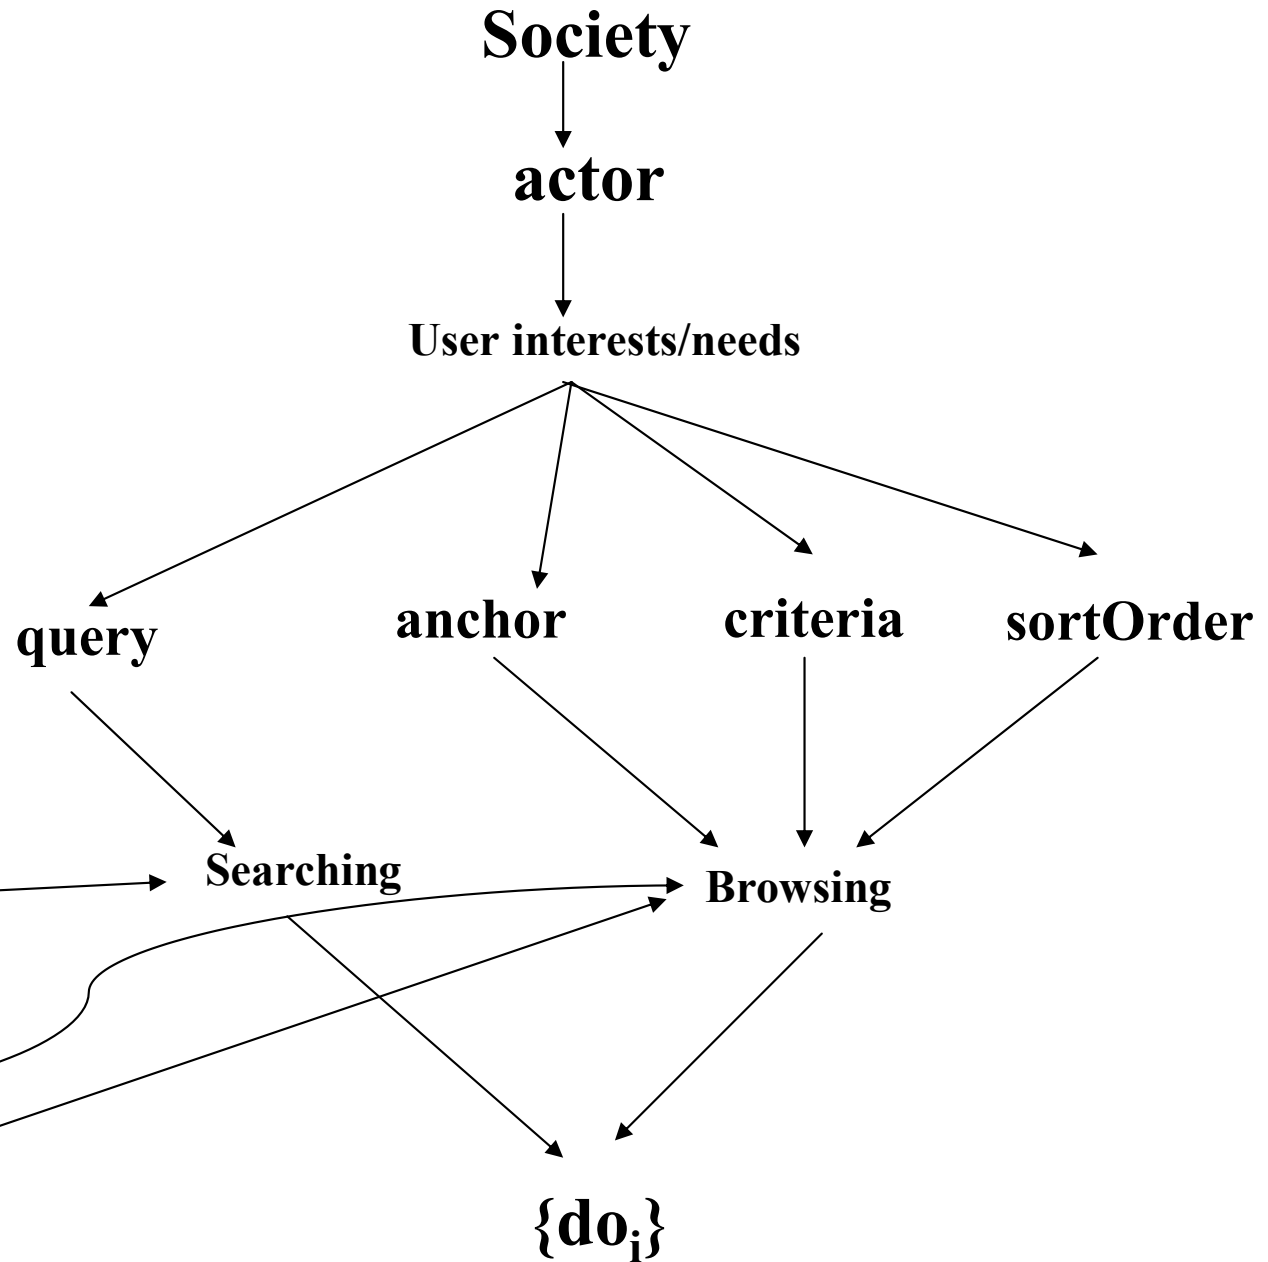 Society
actor
User interests/needs
query
anchor
criteria
sortOrder
Searching
Browsing
{doi}